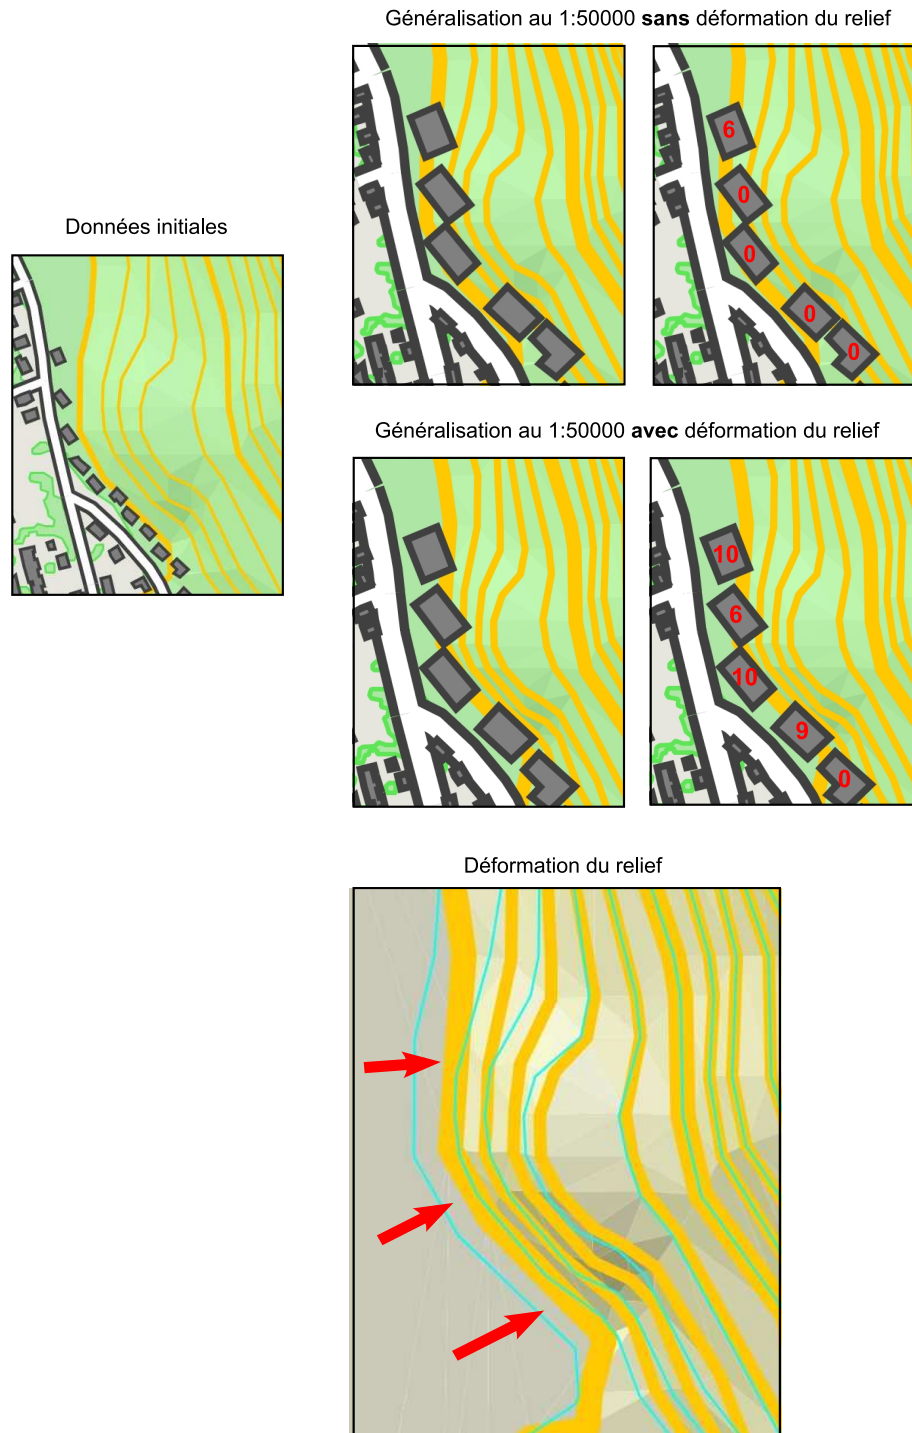 Généralisation au 1:50000 sans déformation du relief
6
0
0
0
0
Données initiales
Généralisation au 1:50000 avec déformation du relief
10
6
10
9
0
Déformation du relief